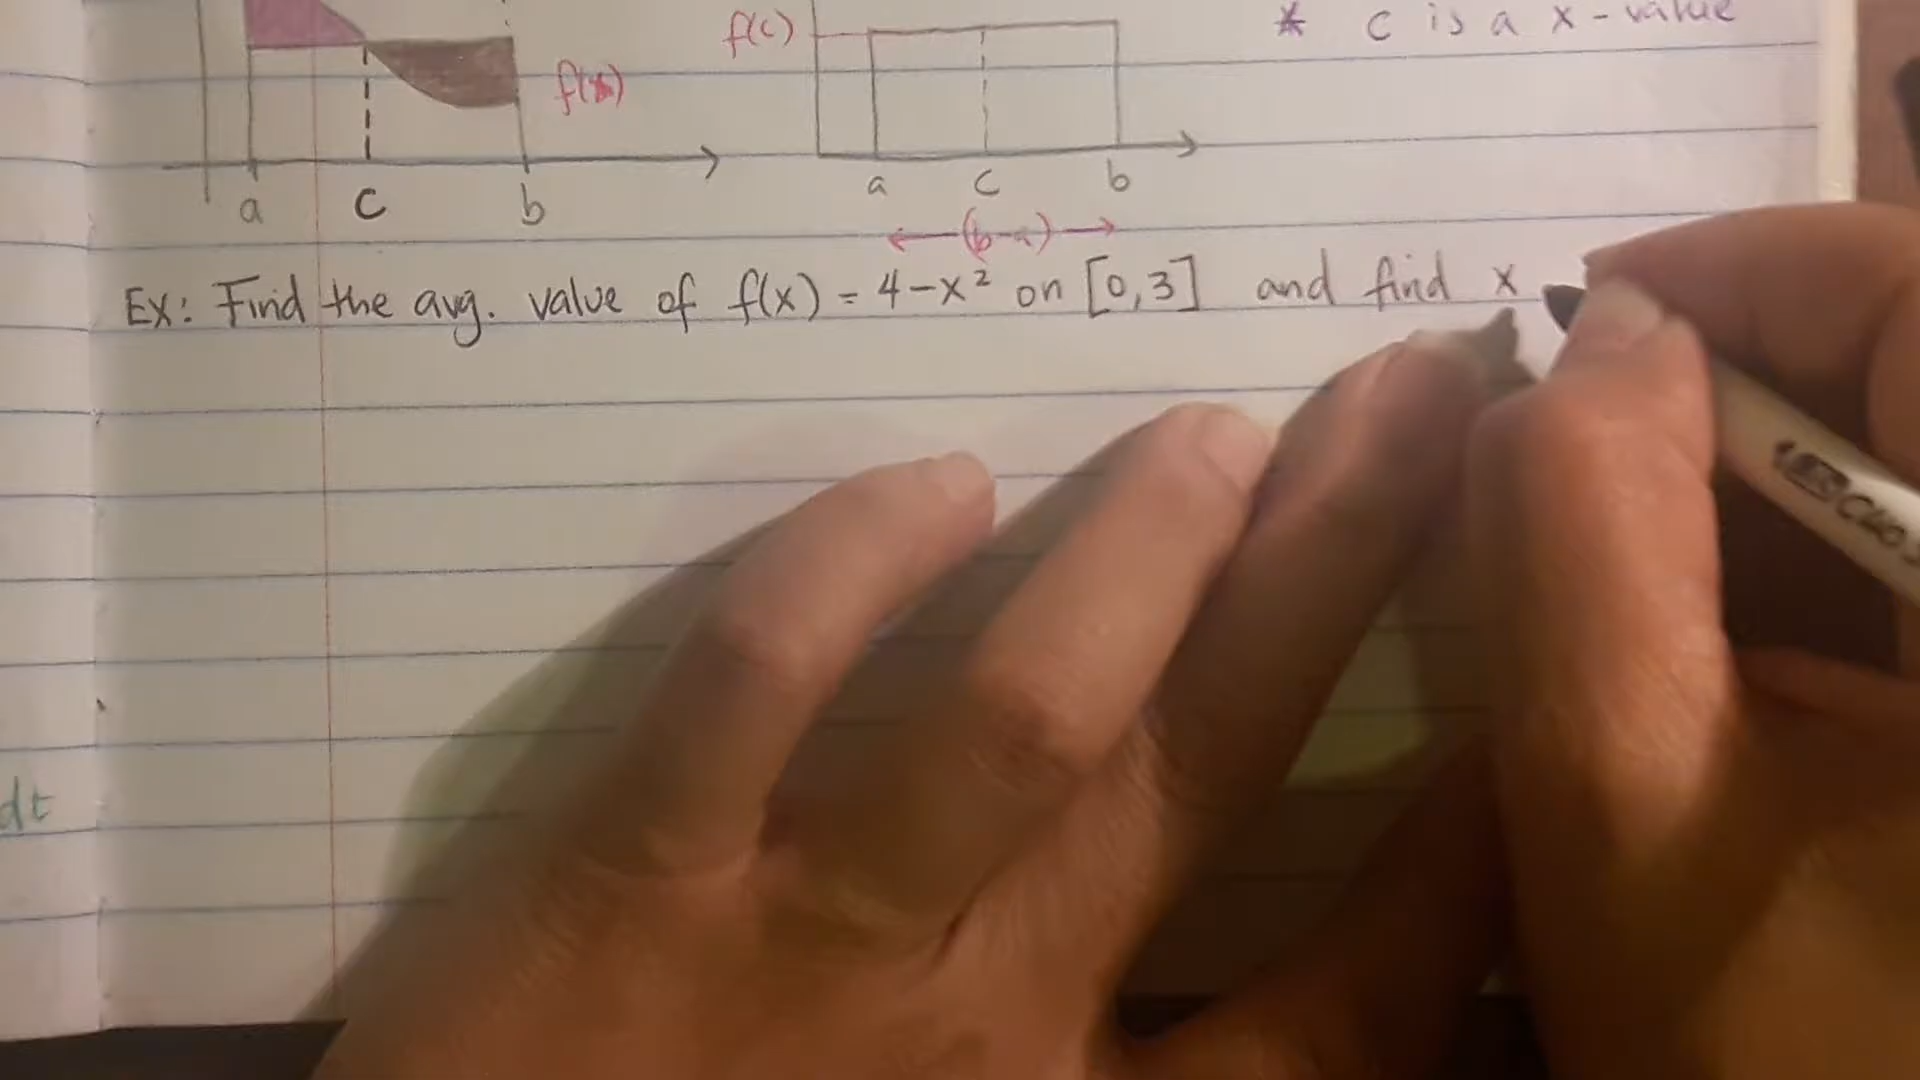 f(c)
* c is a x-value
f(x)
a c b
a c b
(b-a)
Ex: Find the avg. value of f(x) = 4-x² on [0,3] and find x
dt